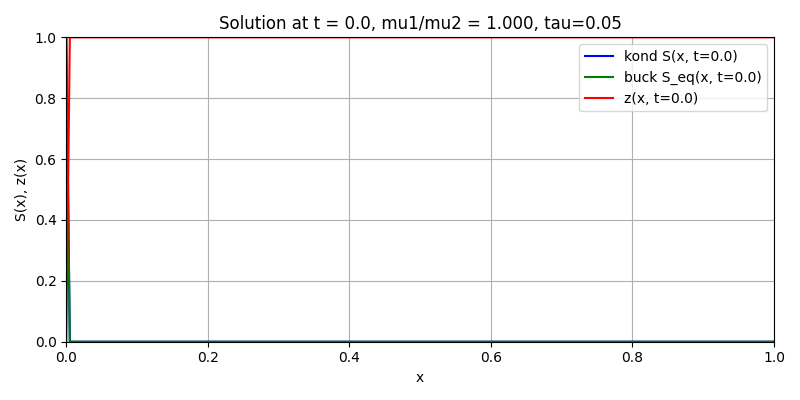 Solution at t = 0.0, mu1/mu2 = 1.000, tau=0.05
kond S(x, t=0.0)
buck S_eq(x, t=0.0)
z(x, t=0.0)
S(x), z(x)
1.0
0.8
0.6
0.4
0.2
0.0
0.0 0.2 0.4 0.6 0.8 1.0
x